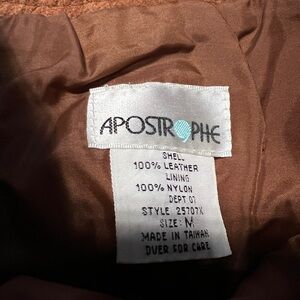 APOSTROPHE
SHELL
100% LEATHER
LINING
100% NYLON
DEPT 07
STYLE 25707X
SIZE: M
MADE IN TAIWAN
OVER FOR CARE